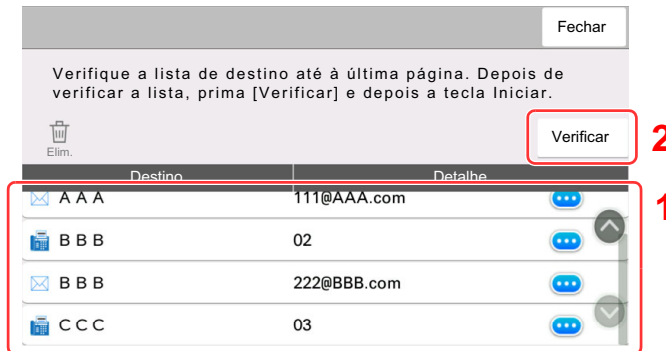 Fechar
Verifique a lista de destino até à última página. Depois de
verificar a lista, prima [Verificar] e depois a tecla Iniciar.
Elim.
Verificar
2
Destino Detalhe
1
A A A 111@AAA.com
B B B 02
B B B 222@BBB.com
C C C 03